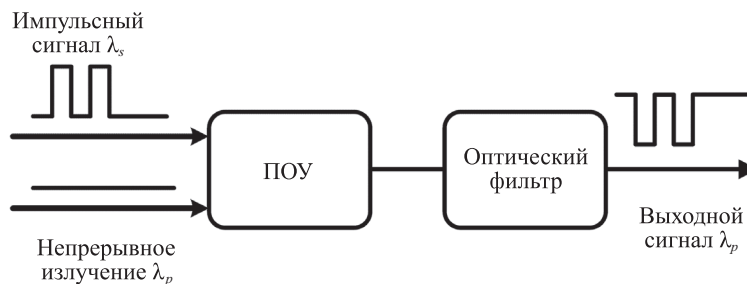 Импульсный
сигнал λs
Непрерывное
излучение λp
ПОУ
Оптический
фильтр
Выходной
сигнал λp